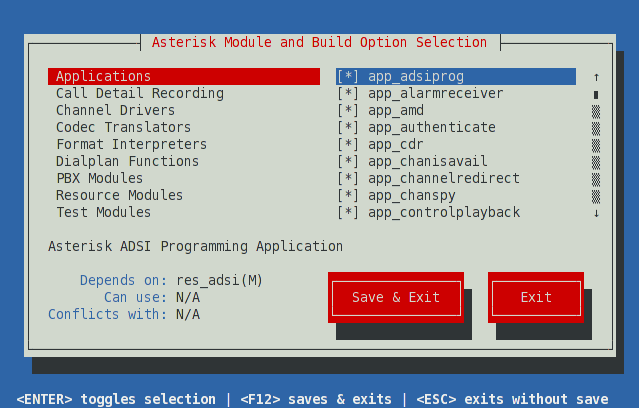 Asterisk Module and Build Option Selection
Applications [*] app_adsiprog ↑
Call Detail Recording [*] app_alarmreceiver
Channel Drivers [*] app_amd
Codec Translators [*] app_authenticate
Format Interpreters [*] app_cdr
Dialplan Functions [*] app_chanisavail
PBX Modules [*] app_channelredirect
Resource Modules [*] app_chanspy
Test Modules [*] app_controlplayback ↓
Asterisk ADSI Programming Application
Depends on: res_adsi(M)
Can use: N/A
Conflicts with: N/A
Save & Exit Exit
<ENTER> toggles selection | <F12> saves & exits | <ESC> exits without save